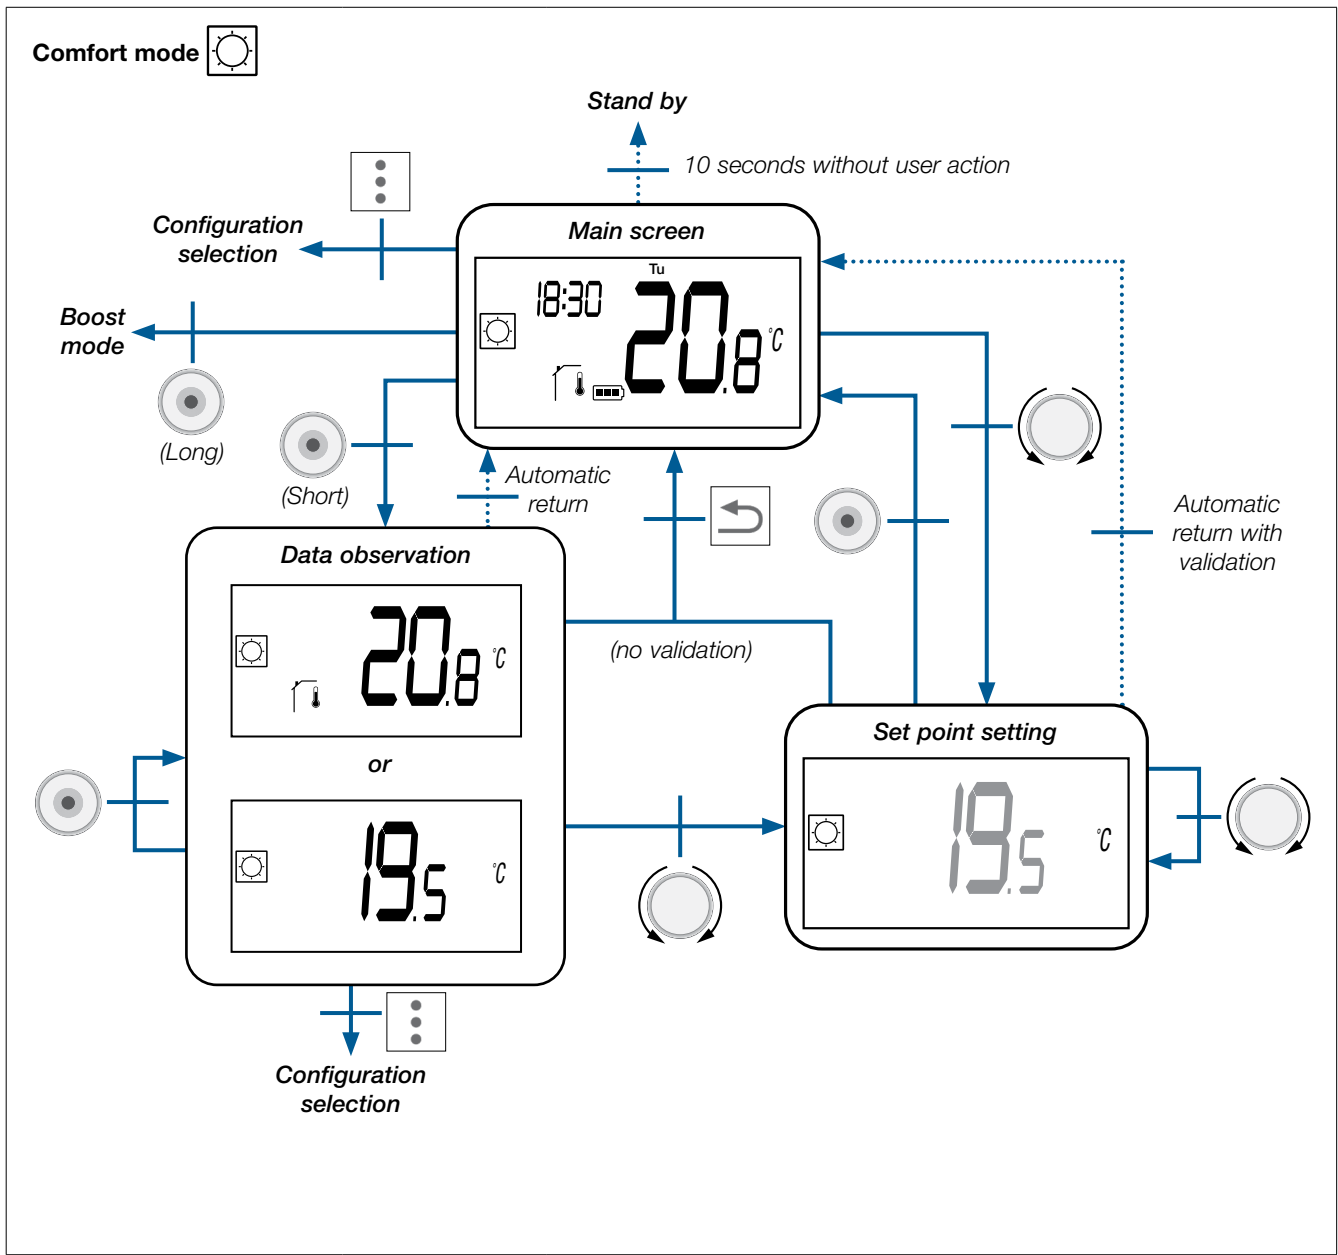 Comfort mode
Stand by
10 seconds without user action
Configuration
selection
Main screen
Tu
18:30
20.8 °C
Boost
mode
(Long)
(Short)
Automatic
return
Automatic
return with
validation
Data observation
20.8 °C
(no validation)
or
19.5 °C
Set point setting
19.5 °C
Configuration
selection